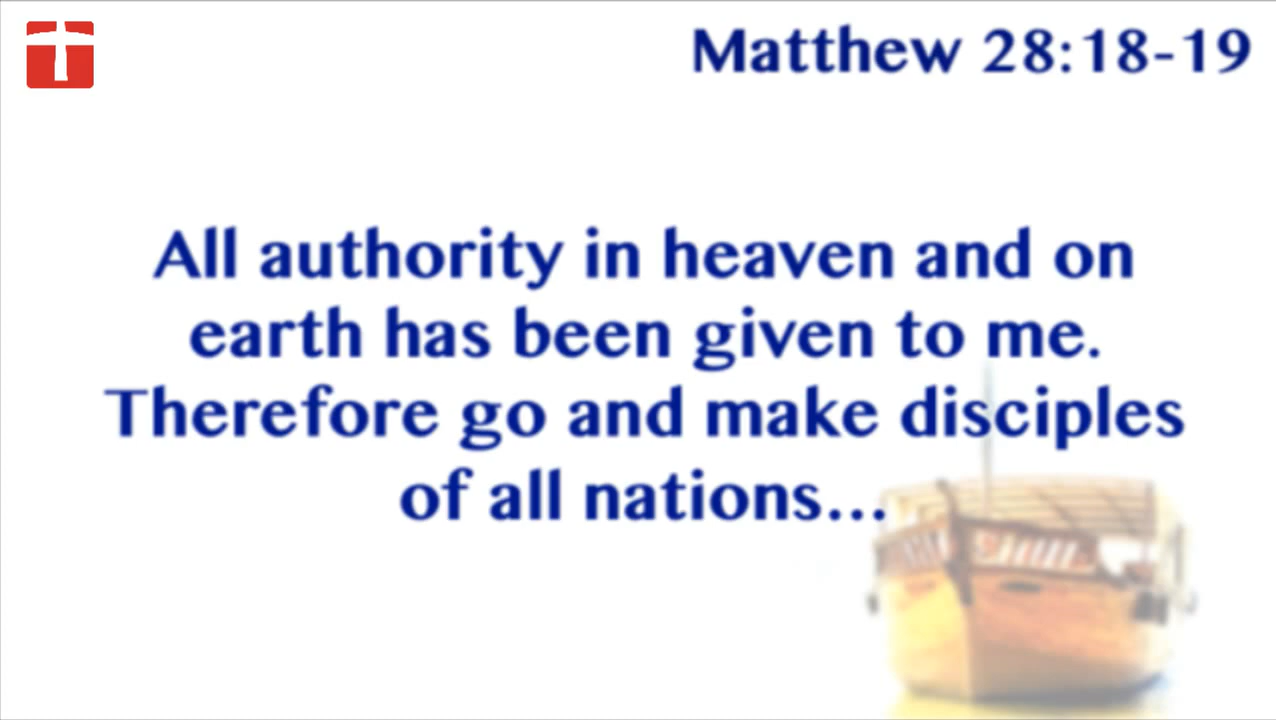 Matthew 28:18-19
All authority in heaven and on
earth has been given to me.
Therefore go and make disciples
of all nations...